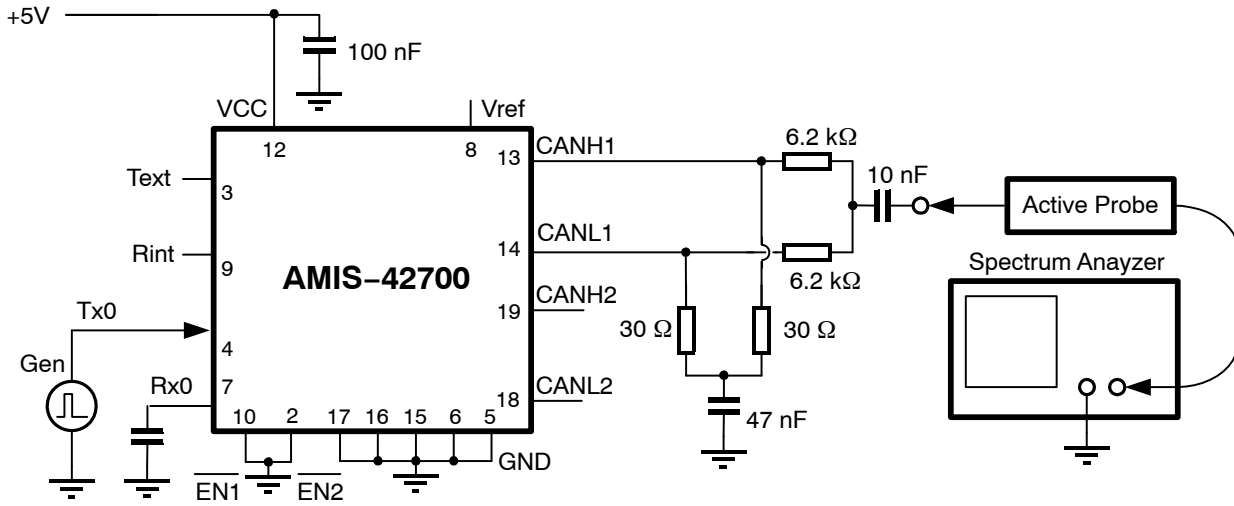 +5V
100 nF
VCC
Vref
12
8
13
CANH1
6.2 kΩ
10 nF
Active Probe
Text
3
Rint
9
14
CANL1
6.2 kΩ
Spectrum Anayzer
AMIS−42700
19
CANH2
Tx0
4
30 Ω
30 Ω
Gen
Rx0
7
18
CANL2
47 nF
10
2
17
16
15
6
5
GND
EN1
EN2